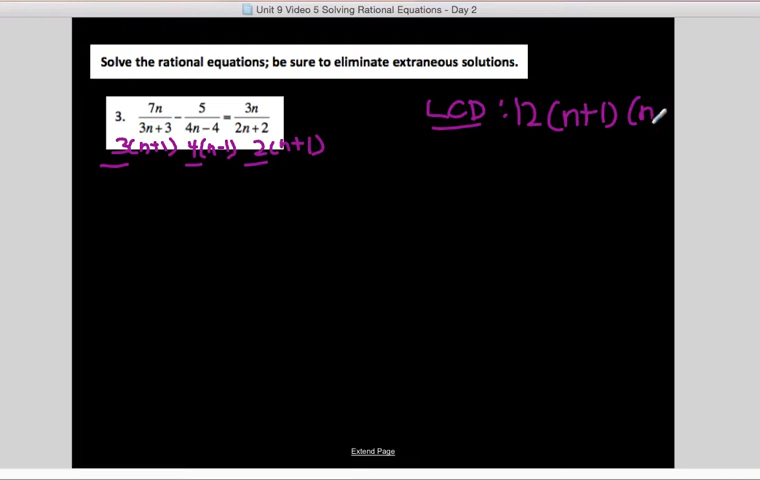 Unit 9 Video 5 Solving Rational Equations - Day 2
Solve the rational equations; be sure to eliminate extraneous solutions.
LCD : 12 (n+1) (n
3. 7n/(3n+3) − 5/(4n−4) = 3n/(2n+2)
3(n+1) 4(n-1) 2(n+1)
Extend Page